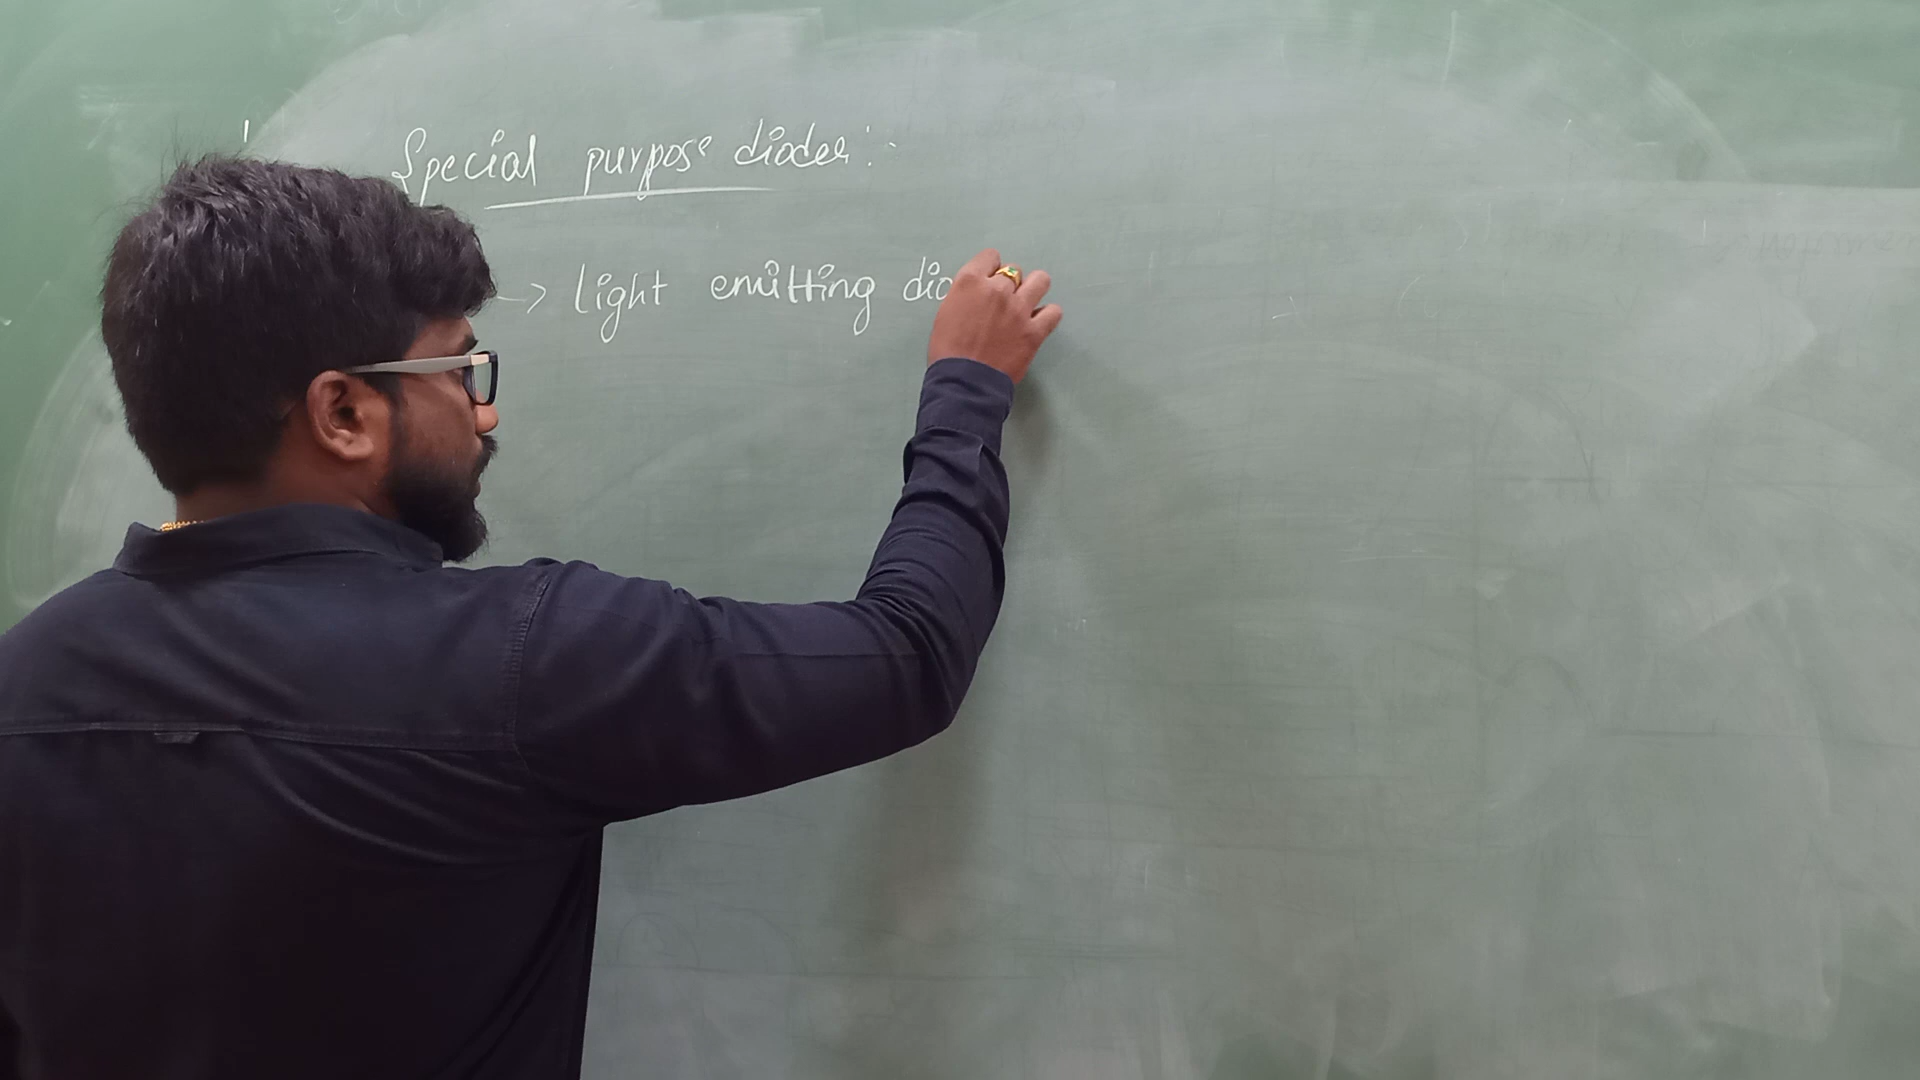 Special purpose diodes:-
→ light emitting dio